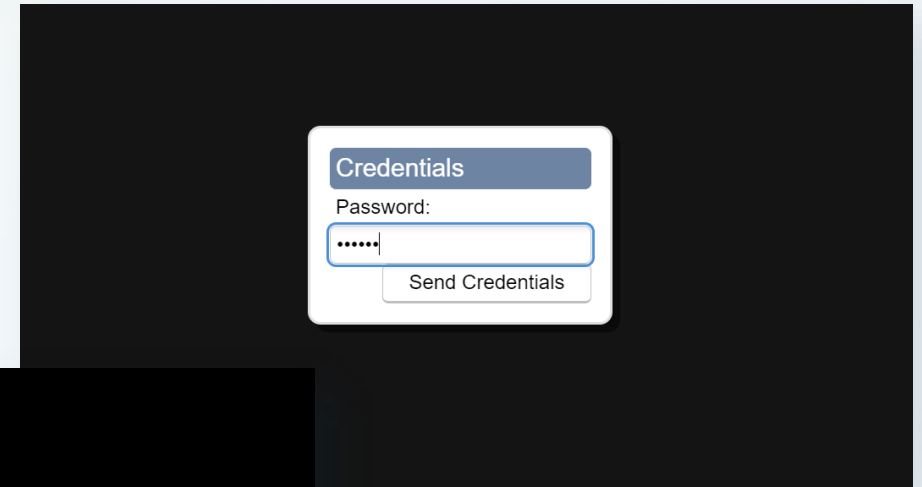 Credentials
Password:
••••••
Send Credentials